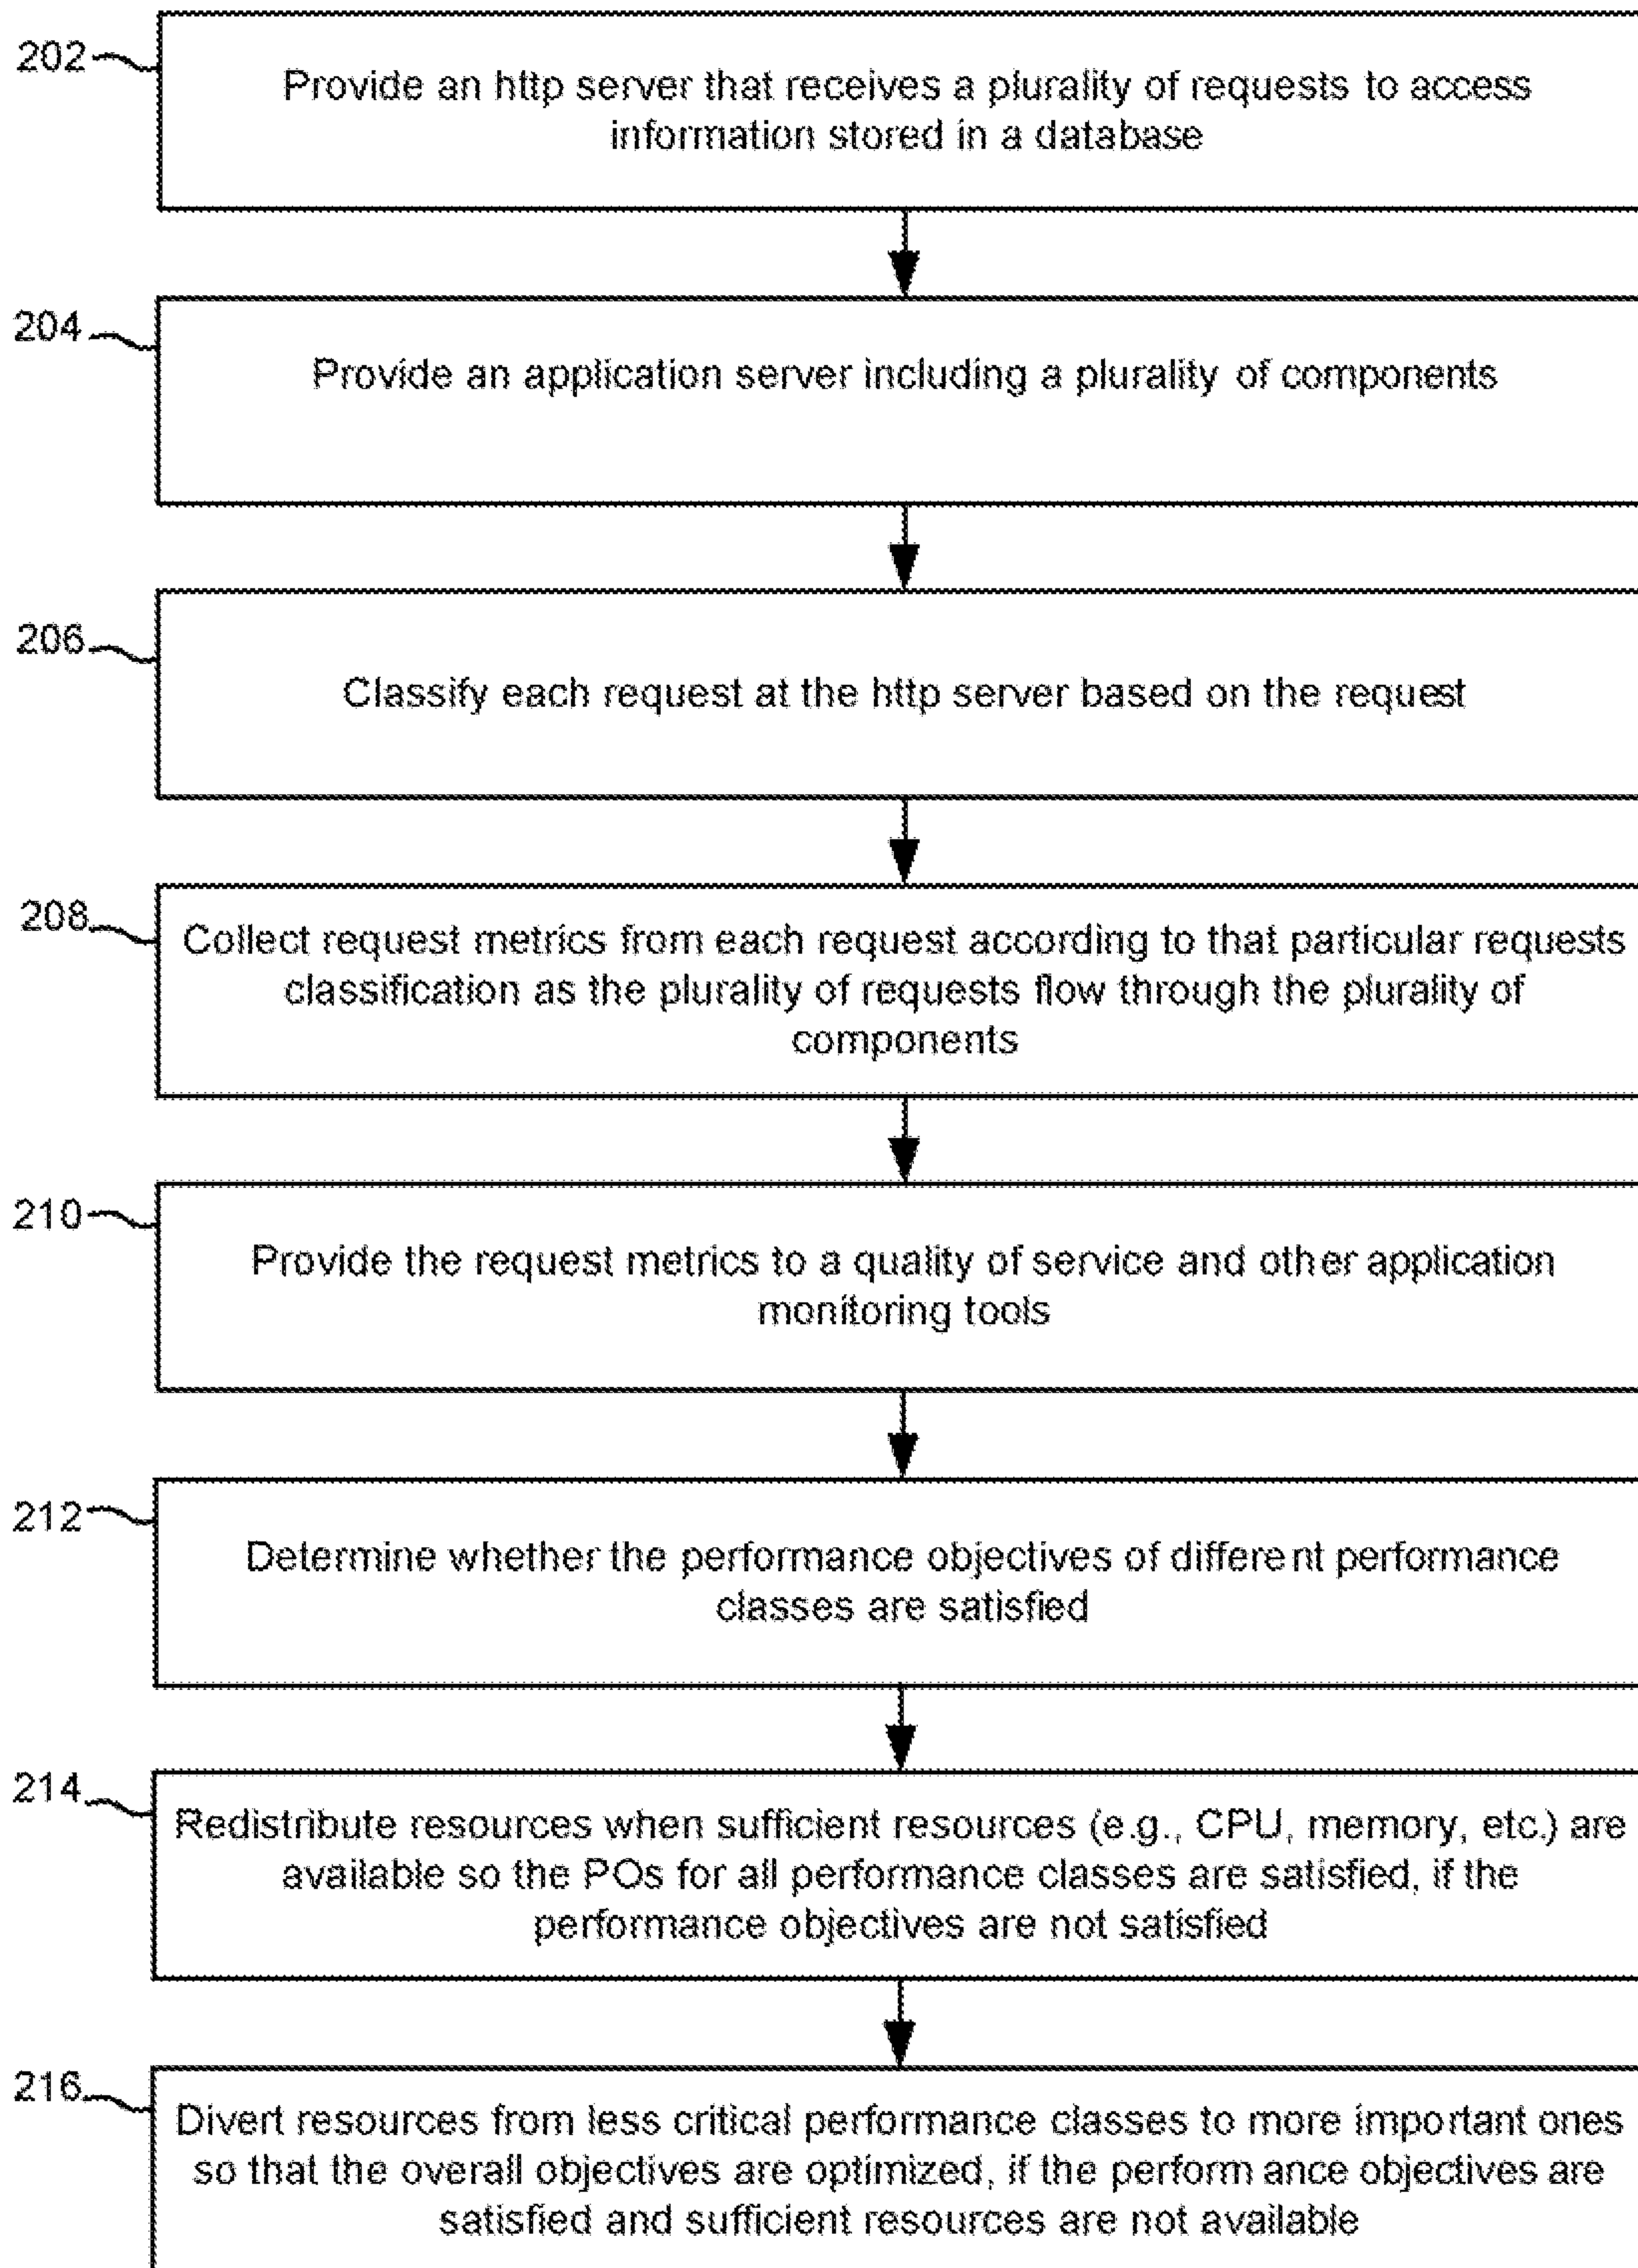 202
Provide an http server that receives a plurality of requests to access
information stored in a database
204
Provide an application server including a plurality of components
206
Classify each request at the http server based on the request
208
Collect request metrics from each request according to that particular requests
classification as the plurality of requests flow through the plurality of
components
210
Provide the request metrics to a quality of service and other application
monitoring tools
212
Determine whether the performance objectives of different performance
classes are satisfied
214
Redistribute resources when sufficient resources (e.g., CPU, memory, etc.) are
available so the POs for all performance classes are satisfied, if the
performance objectives are not satisfied
216
Divert resources from less critical performance classes to more important ones
so that the overall objectives are optimized, if the perform ance objectives are
satisfied and sufficient resources are not available